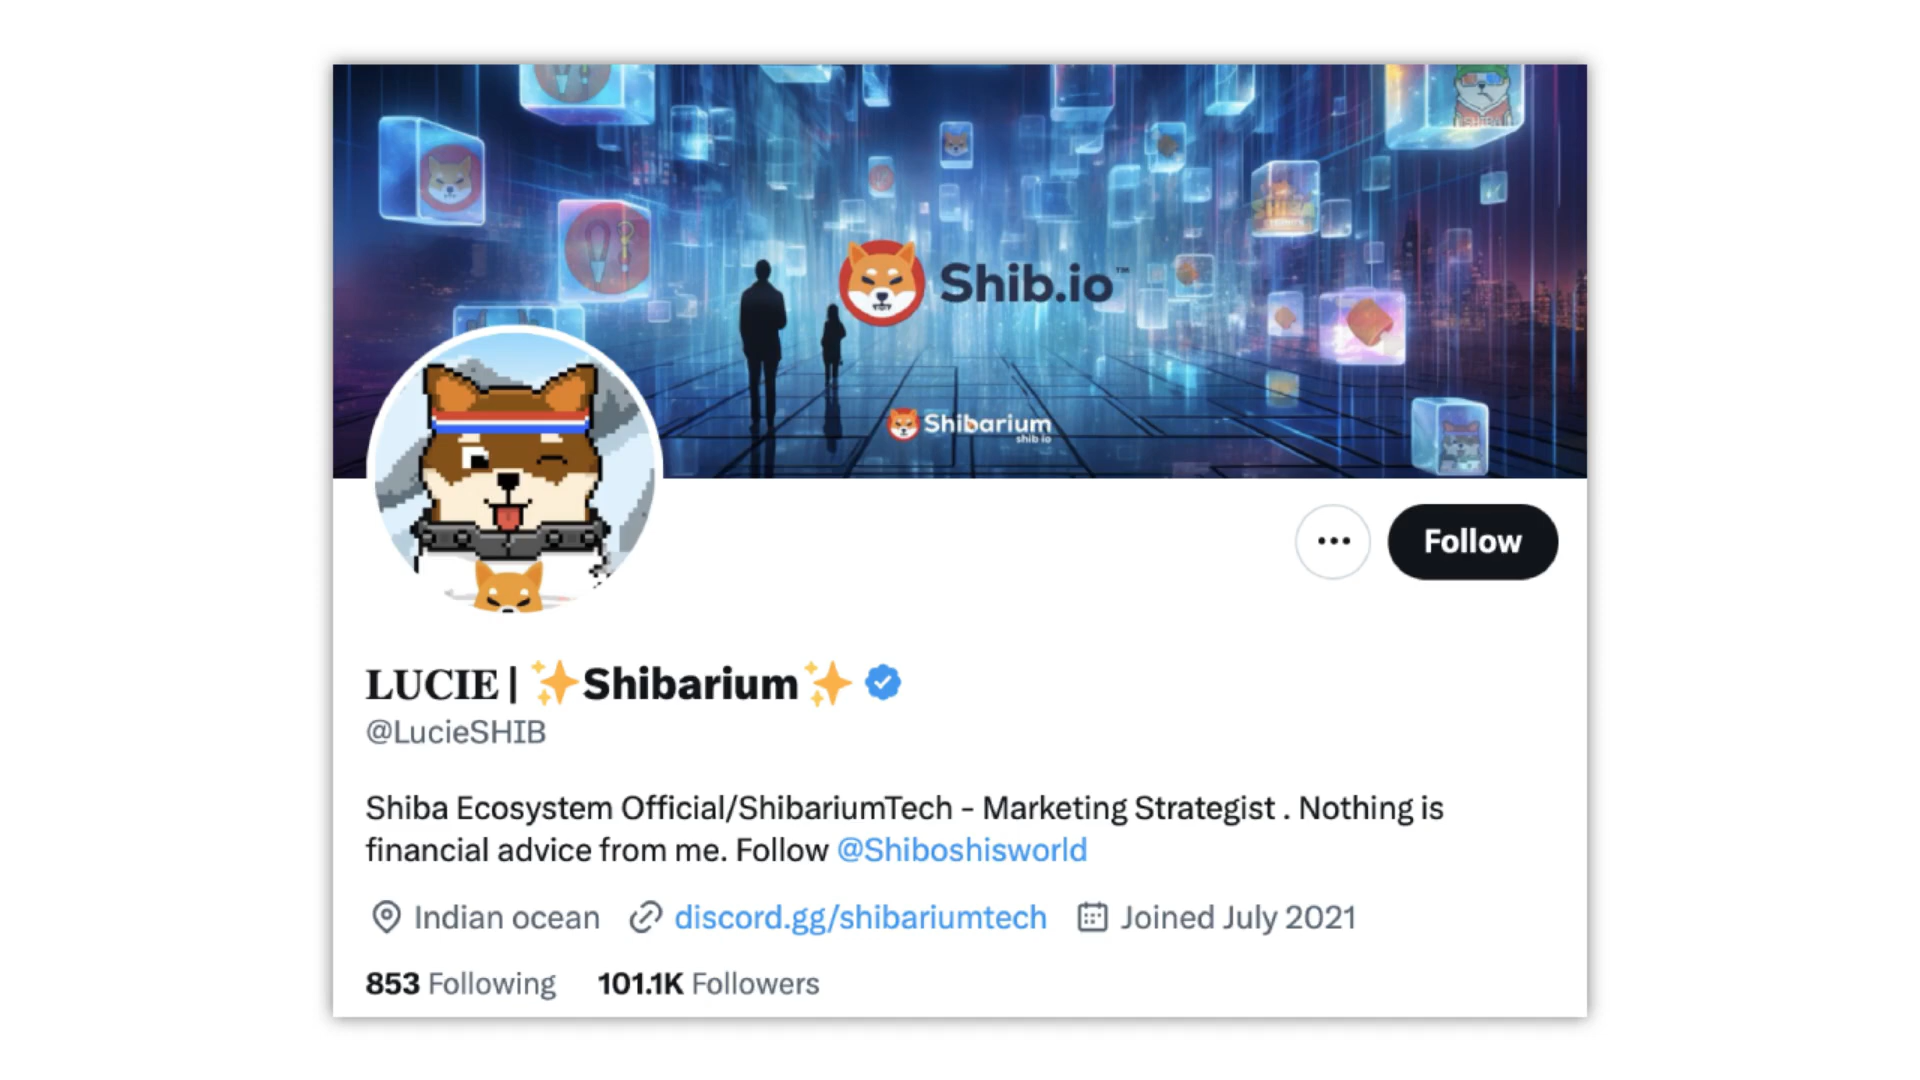 SHIBA
Shib.io™
Shibarium
shib io
Follow
LUCIE | ✨Shibarium✨
@LucieSHIB
Shiba Ecosystem Official/ShibariumTech - Marketing Strategist . Nothing is
financial advice from me. Follow @Shiboshisworld
Indian ocean discord.gg/shibariumtech Joined July 2021
853 Following 101.1K Followers